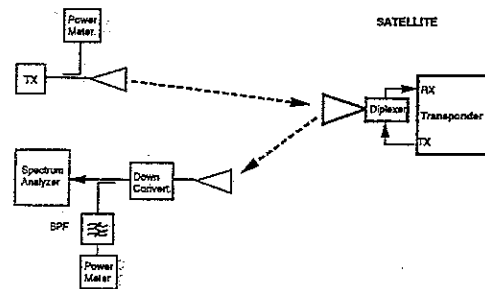 Power
Meter.
SATELLITE
TX
RX
Diplexer
Transponder
TX
Spectrum
Analyzer
Down
Convert.
BPF
Power
Meter